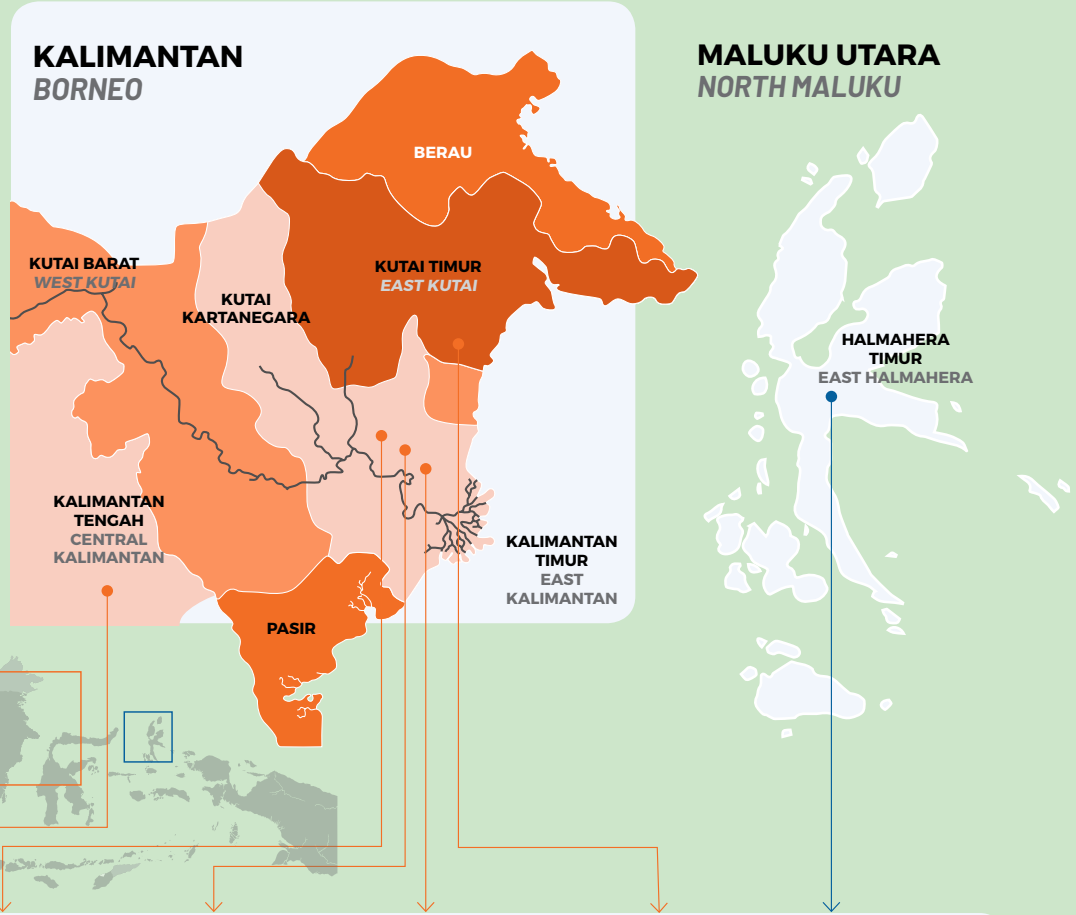 KALIMANTAN
BORNEO
MALUKU UTARA
NORTH MALUKU
BERAU
KUTAI BARAT
WEST KUTAI
KUTAI TIMUR
EAST KUTAI
KUTAI
KARTANEGARA
HALMAHERA
TIMUR
EAST HALMAHERA
KALIMANTAN
TENGAH
CENTRAL
KALIMANTAN
KALIMANTAN
TIMUR
EAST
KALIMANTAN
PASIR